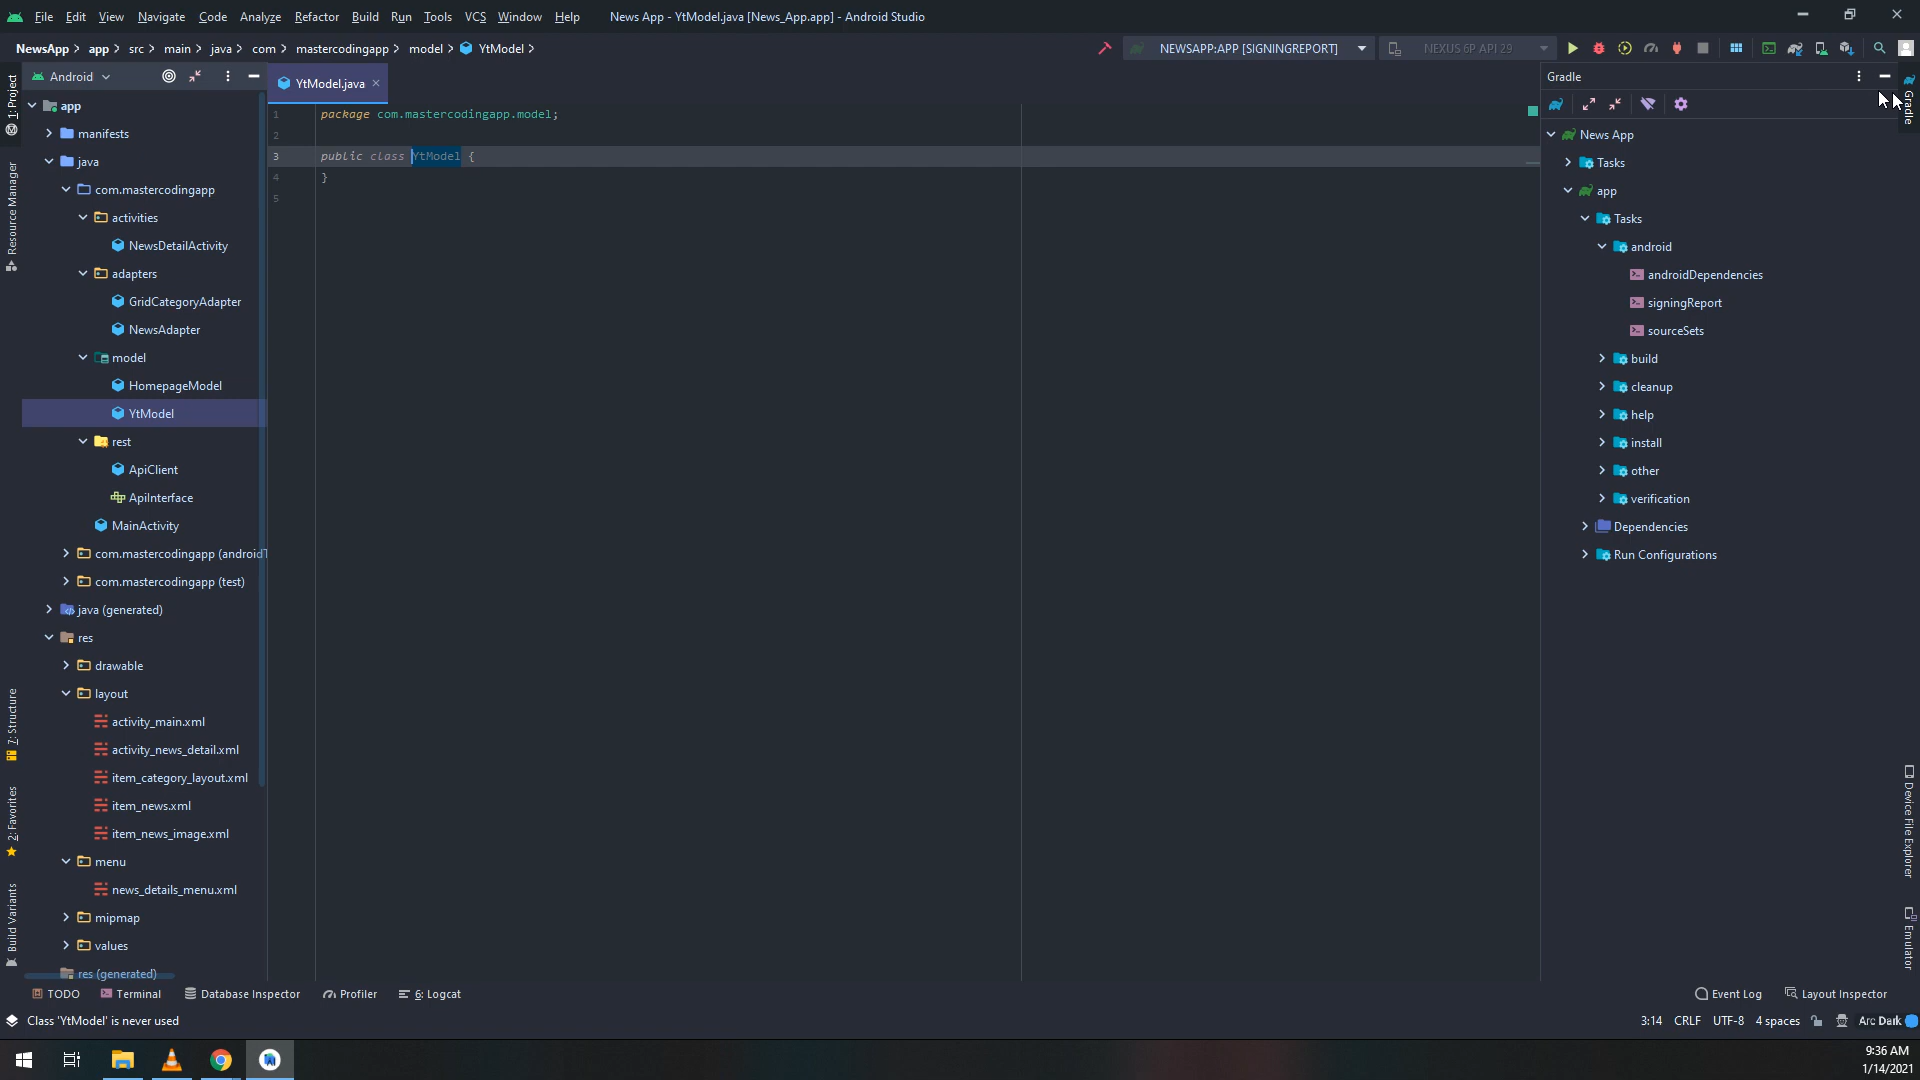 File Edit View Navigate Code Analyze Refactor Build Run Tools VCS Window Help News App - YtModel.java [News_App.app] - Android Studio
NewsApp app src main java com mastercodingapp model YtModel NEWSAPP:APP [SIGNINGREPORT] NEXUS 6P API 29
Android
YtModel.java
Gradle
1: Project
Resource Manager
7: Structure
2: Favorites
Build Variants
app
manifests
java
com.mastercodingapp
activities
NewsDetailActivity
adapters
GridCategoryAdapter
NewsAdapter
model
HomepageModel
YtModel
rest
ApiClient
ApiInterface
MainActivity
com.mastercodingapp (androidT
com.mastercodingapp (test)
java (generated)
res
drawable
layout
activity_main.xml
activity_news_detail.xml
item_category_layout.xml
item_news.xml
item_news_image.xml
menu
news_details_menu.xml
mipmap
values
res (generated)
1 package com.mastercodingapp.model;
2
3 public class YtModel {
4 }
5
News App
Tasks
app
Tasks
android
androidDependencies
signingReport
sourceSets
build
cleanup
help
install
other
verification
Dependencies
Run Configurations
Gradle
Device File Explorer
Emulator
TODO Terminal Database Inspector Profiler 6: Logcat Event Log Layout Inspector
Class 'YtModel' is never used 3:14 CRLF UTF-8 4 spaces Arc Dark
9:36 AM
1/14/2021